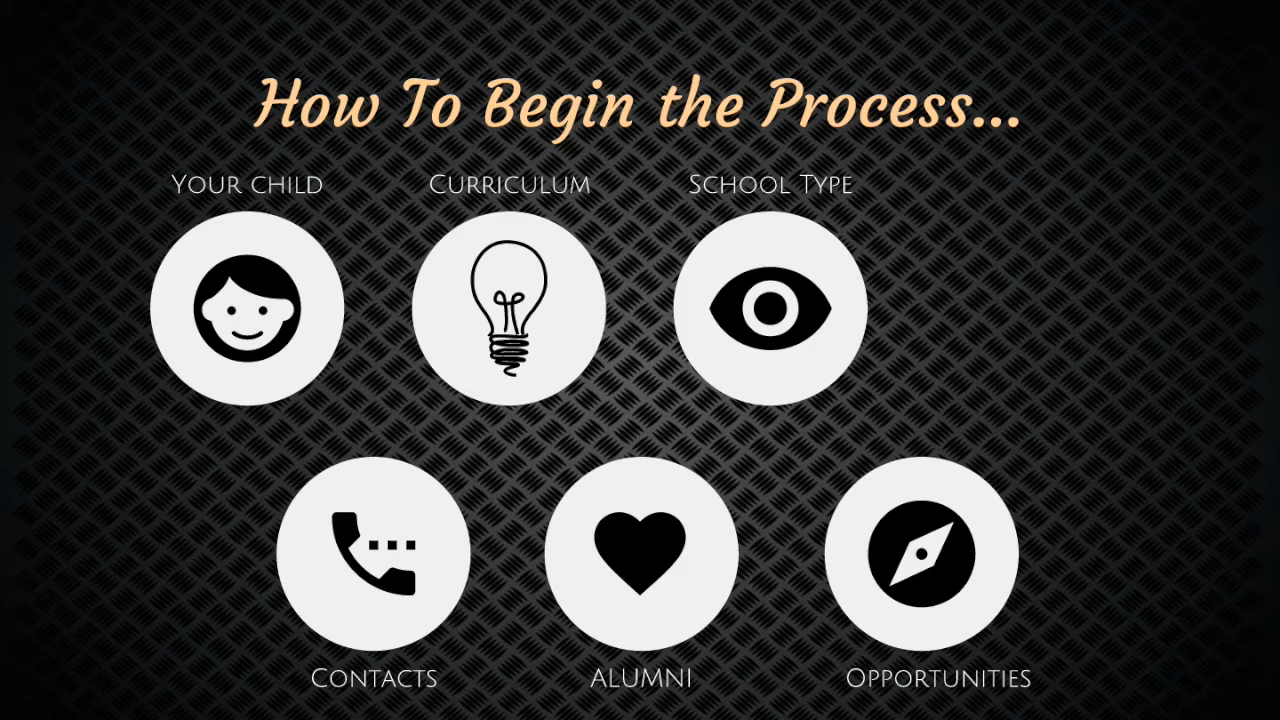 How To Begin the Process...
Your child
Curriculum
School Type
Contacts
Alumni
Opportunities